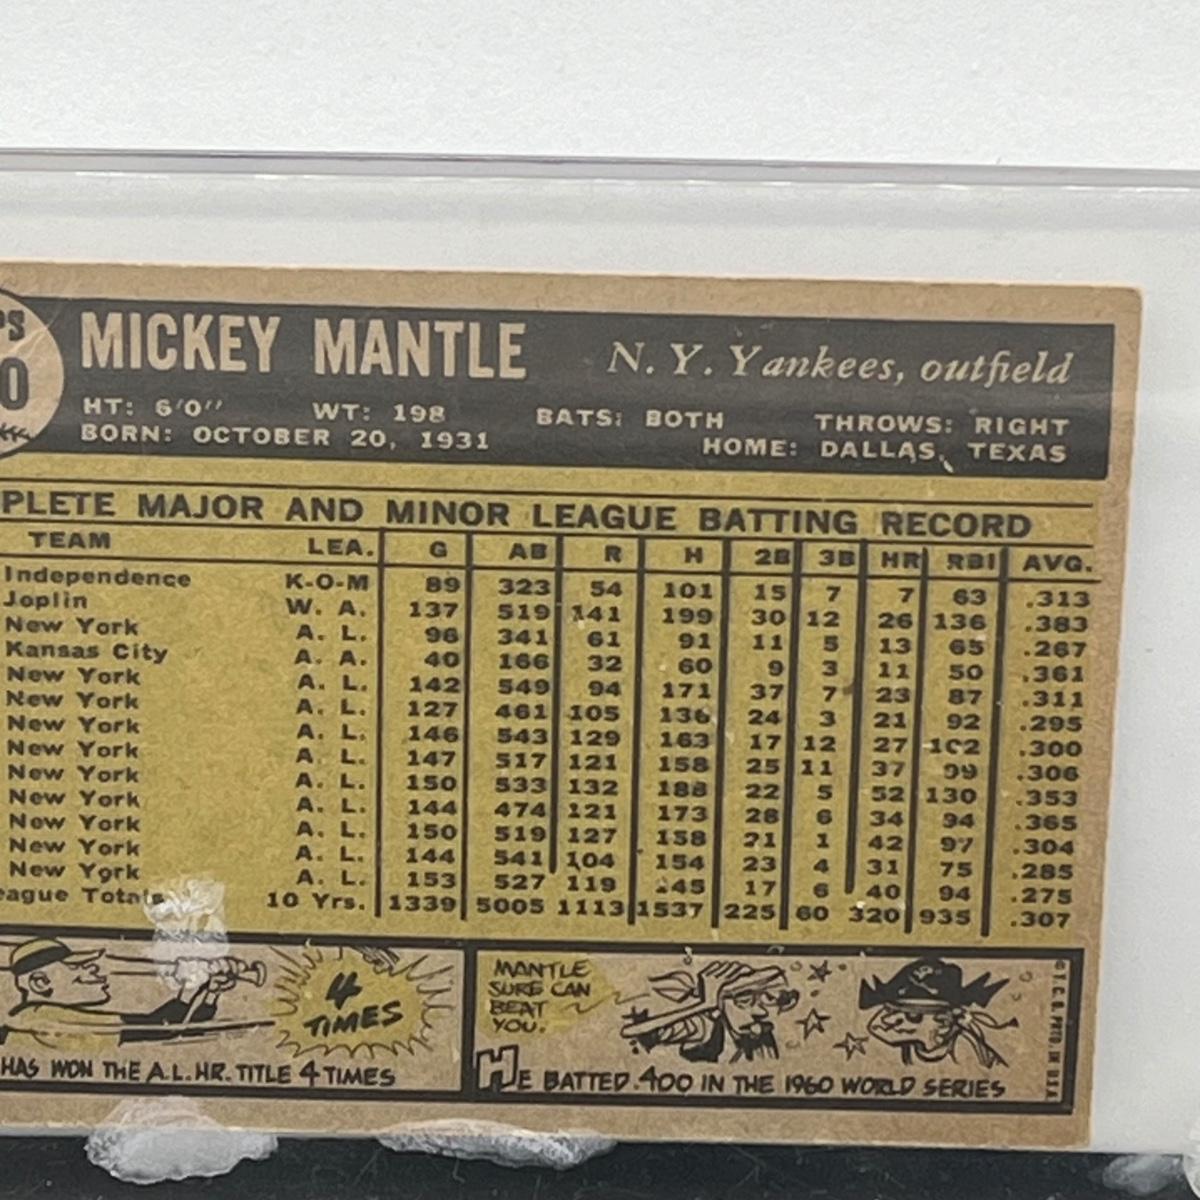 PS
0
MICKEY MANTLE N. Y. Yankees, outfield
HT: 6'0" WT: 198 BATS: BOTH THROWS: RIGHT
BORN: OCTOBER 20, 1931 HOME: DALLAS, TEXAS
PLETE MAJOR AND MINOR LEAGUE BATTING RECORD
TEAM LEA. G AB R H 2B 3B HR RBI AVG.
Independence K-O-M 89 323 54 101 15 7 7 63 .313
Joplin W. A. 137 519 141 199 30 12 26 136 .383
New York A. L. 96 341 61 91 11 5 13 65 .267
Kansas City A. A. 40 166 32 60 9 3 11 50 .361
New York A. L. 142 549 94 171 37 7 23 87 .311
New York A. L. 127 461 105 136 24 3 21 92 .295
New York A. L. 146 543 129 163 17 12 27 102 .300
New York A. L. 147 517 121 158 25 11 37 99 .306
New York A. L. 150 533 132 188 22 5 52 130 .353
New York A. L. 144 474 121 173 28 6 34 94 .365
New York A. L. 150 519 127 158 21 1 42 97 .304
New York A. L. 144 541 104 154 23 4 31 75 .285
New York A. L. 153 527 119 145 17 6 40 94 .275
eague Totals 10 Yrs. 1339 5005 1113 1537 225 60 320 935 .307
4
TIMES
HAS WON THE A.L. HR. TITLE 4 TIMES
MANTLE
SURE CAN
BEAT
YOU.
HE BATTED .400 IN THE 1960 WORLD SERIES
© T.C.G. PRTD. IN U.S.A.